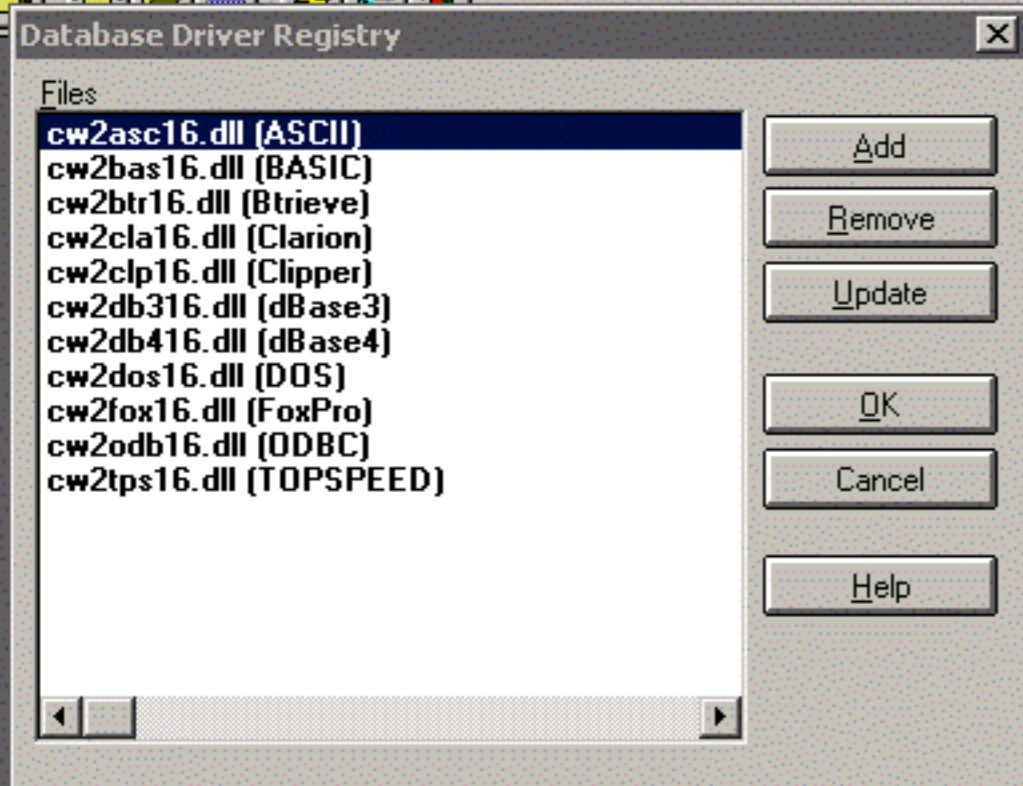 Database Driver Registry
Files
cw2asc16.dll (ASCII)
cw2bas16.dll (BASIC)
cw2btr16.dll (Btrieve)
cw2cla16.dll (Clarion)
cw2clp16.dll (Clipper)
cw2db316.dll (dBase3)
cw2db416.dll (dBase4)
cw2dos16.dll (DOS)
cw2fox16.dll (FoxPro)
cw2odb16.dll (ODBC)
cw2tps16.dll (TOPSPEED)
Add
Remove
Update
OK
Cancel
Help